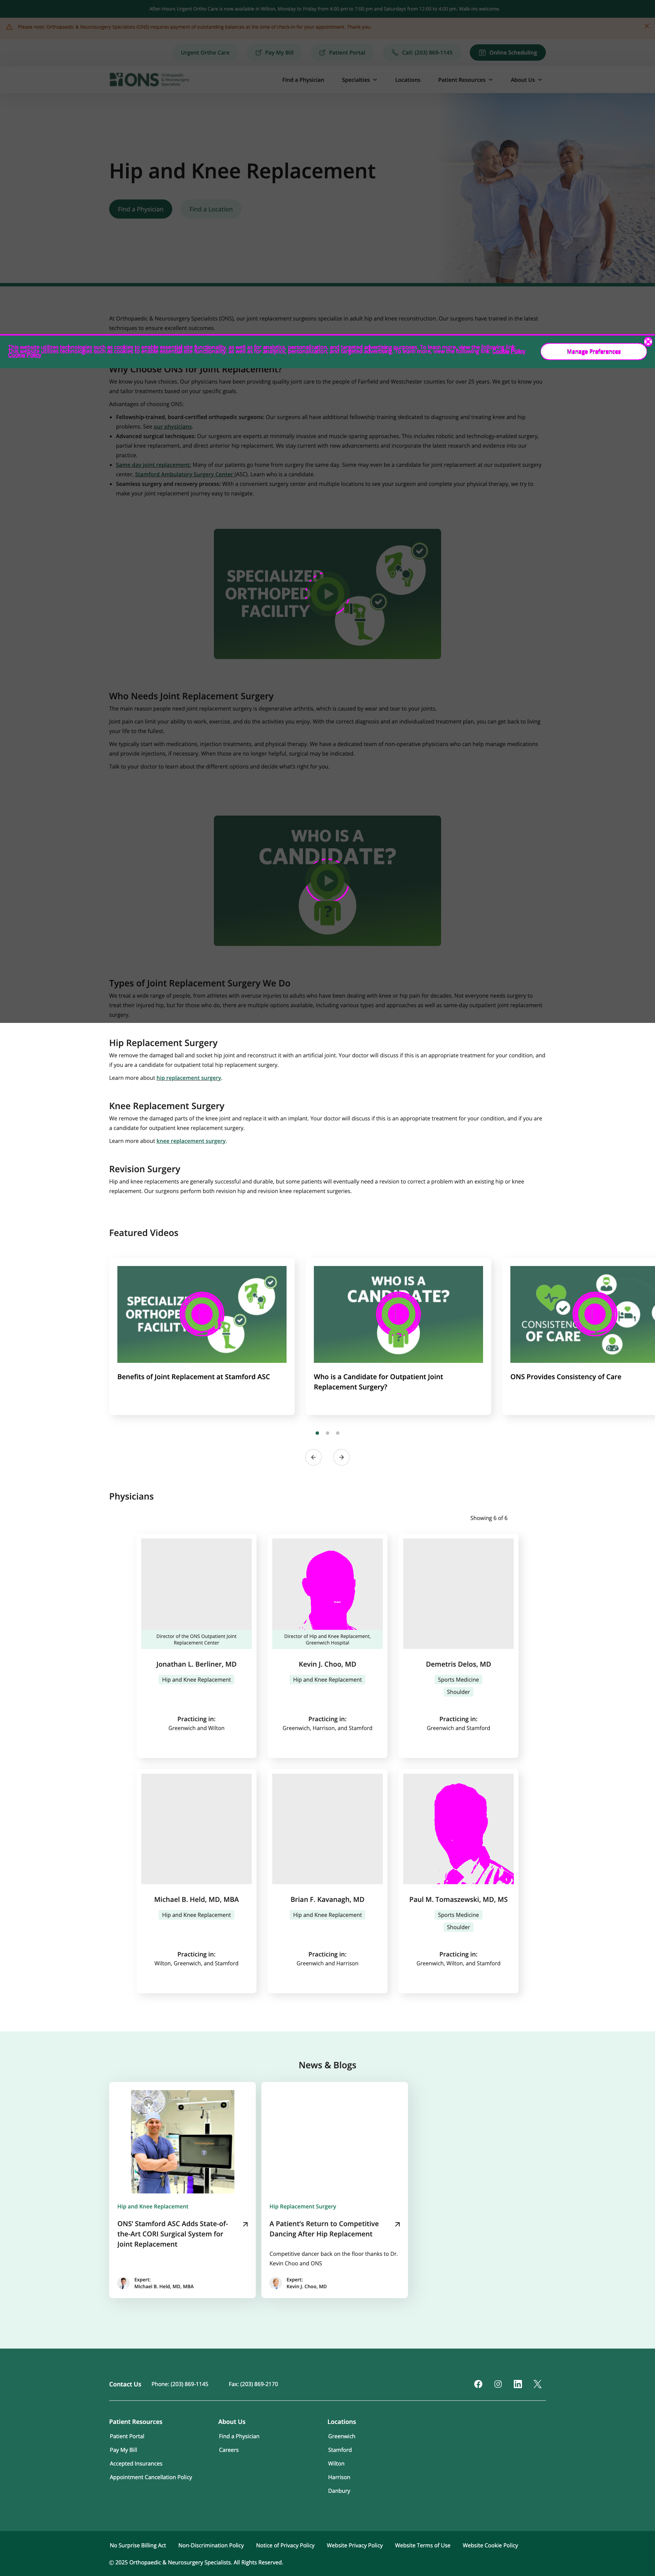 After-Hours Urgent Ortho Care is now available in Wilton, Monday to Friday from 4:00 pm to 7:00 pm and Saturdays from 12:00 to 4:00 pm. Walk-ins welcome.
Please note: Orthopaedic & Neurosurgery Specialists (ONS) requires payment of outstanding balances at the time of check-in for your appointment. Thank you.
Urgent Ortho Care
Pay My Bill
Patient Portal
Call: (203) 869-1145
Online Scheduling
ONS Orthopaedic & Neurosurgery Specialists
Find a Physician
Specialties
Locations
Patient Resources
About Us
Hip and Knee Replacement
Find a Physician
Find a Location
At Orthopaedic & Neurosurgery Specialists (ONS), our joint replacement surgeons specialize in adult hip and knee reconstruction. Our surgeons have trained in the latest
techniques to ensure excellent outcomes.
Manage Preferences
Why Choose ONS for Joint Replacement?
We know you have choices. Our physicians have been providing quality joint care to the people of Fairfield and Westchester counties for over 25 years. We get to know you
and tailor treatments based on your specific goals.
Advantages of choosing ONS:
Fellowship-trained, board-certified orthopedic surgeons: Our surgeons all have additional fellowship training dedicated to diagnosing and treating knee and hip
problems. See our physicians.
Advanced surgical techniques: Our surgeons are experts at minimally invasive and muscle-sparing approaches. This includes robotic and technology-enabled surgery,
partial knee replacement, and direct anterior hip replacement. We stay current with new advancements and incorporate the latest research and evidence into our
practice.
Same day joint replacement: Many of our patients go home from surgery the same day. Some may even be a candidate for joint replacement at our outpatient surgery
center, Stamford Ambulatory Surgery Center (ASC). Learn who is a candidate.
Seamless surgery and recovery process: With a convenient surgery center and multiple locations to see your surgeon and complete your physical therapy, we try to
make your joint replacement journey easy to navigate.
SPECIALIZED
ORTHOPED
FACILITY
Who Needs Joint Replacement Surgery
The main reason people need joint replacement surgery is degenerative arthritis, which is caused by wear and tear to your joints.
Joint pain can limit your ability to work, exercise, and do the activities you enjoy. With the correct diagnosis and an individualized treatment plan, you can get back to living
your life to the fullest.
We typically start with medications, injection treatments, and physical therapy. We have a dedicated team of non-operative physicians who can help manage medications
and provide injections, if necessary. When those are no longer helpful, surgical may be indicated.
Talk to your doctor to learn about the different options and decide what's right for you.
WHO IS A
CANDIDATE?
?
Types of Joint Replacement Surgery We Do
We treat a wide range of people, from athletes with overuse injuries to adults who have been dealing with knee or hip pain for decades. Not everyone needs surgery to
treat their injured hip, but for those who do, there are multiple options available, including various types of joint replacement approaches as well as same-day outpatient joint replacement
surgery.
Hip Replacement Surgery
We remove the damaged ball and socket hip joint and reconstruct it with an artificial joint. Your doctor will discuss if this is an appropriate treatment for your condition, and
if you are a candidate for outpatient total hip replacement surgery.
Learn more about hip replacement surgery.
Knee Replacement Surgery
We remove the damaged parts of the knee joint and replace it with an implant. Your doctor will discuss if this is an appropriate treatment for your condition, and if you are
a candidate for outpatient knee replacement surgery.
Learn more about knee replacement surgery.
Revision Surgery
Hip and knee replacements are generally successful and durable, but some patients will eventually need a revision to correct a problem with an existing hip or knee
replacement. Our surgeons perform both revision hip and revision knee replacement surgeries.
Featured Videos
SPECIALIZ
ORTHOPE
FACILITY
Benefits of Joint Replacement at Stamford ASC
WHO IS A
CANDIDATE?
?
Who is a Candidate for Outpatient Joint
Replacement Surgery?
CONSISTENCY
OF CARE
ONS Provides Consistency of Care
Physicians
Showing 6 of 6
Director of the ONS Outpatient Joint
Replacement Center
Jonathan L. Berliner, MD
Hip and Knee Replacement
Practicing in:
Greenwich and Wilton
Director of Hip and Knee Replacement,
Greenwich Hospital
Kevin J. Choo, MD
Hip and Knee Replacement
Practicing in:
Greenwich, Harrison, and Stamford
Demetris Delos, MD
Sports Medicine
Shoulder
Practicing in:
Greenwich and Stamford
Michael B. Held, MD, MBA
Hip and Knee Replacement
Practicing in:
Wilton, Greenwich, and Stamford
Brian F. Kavanagh, MD
Hip and Knee Replacement
Practicing in:
Greenwich and Harrison
Paul M. Tomaszewski, MD, MS
Sports Medicine
Shoulder
Practicing in:
Greenwich, Wilton, and Stamford
News & Blogs
Hip and Knee Replacement
ONS' Stamford ASC Adds State-of-
the-Art CORI Surgical System for
Joint Replacement
Expert:
Michael B. Held, MD, MBA
Hip Replacement Surgery
A Patient's Return to Competitive
Dancing After Hip Replacement
Competitive dancer back on the floor thanks to Dr.
Kevin Choo and ONS
Expert:
Kevin J. Choo, MD
Contact Us
Phone: (203) 869-1145
Fax: (203) 869-2170
Patient Resources
Patient Portal
Pay My Bill
Accepted Insurances
Appointment Cancellation Policy
About Us
Find a Physician
Careers
Locations
Greenwich
Stamford
Wilton
Harrison
Danbury
No Surprise Billing Act
Non-Discrimination Policy
Notice of Privacy Policy
Website Privacy Policy
Website Terms of Use
Website Cookie Policy
© 2025 Orthopaedic & Neurosurgery Specialists. All Rights Reserved.